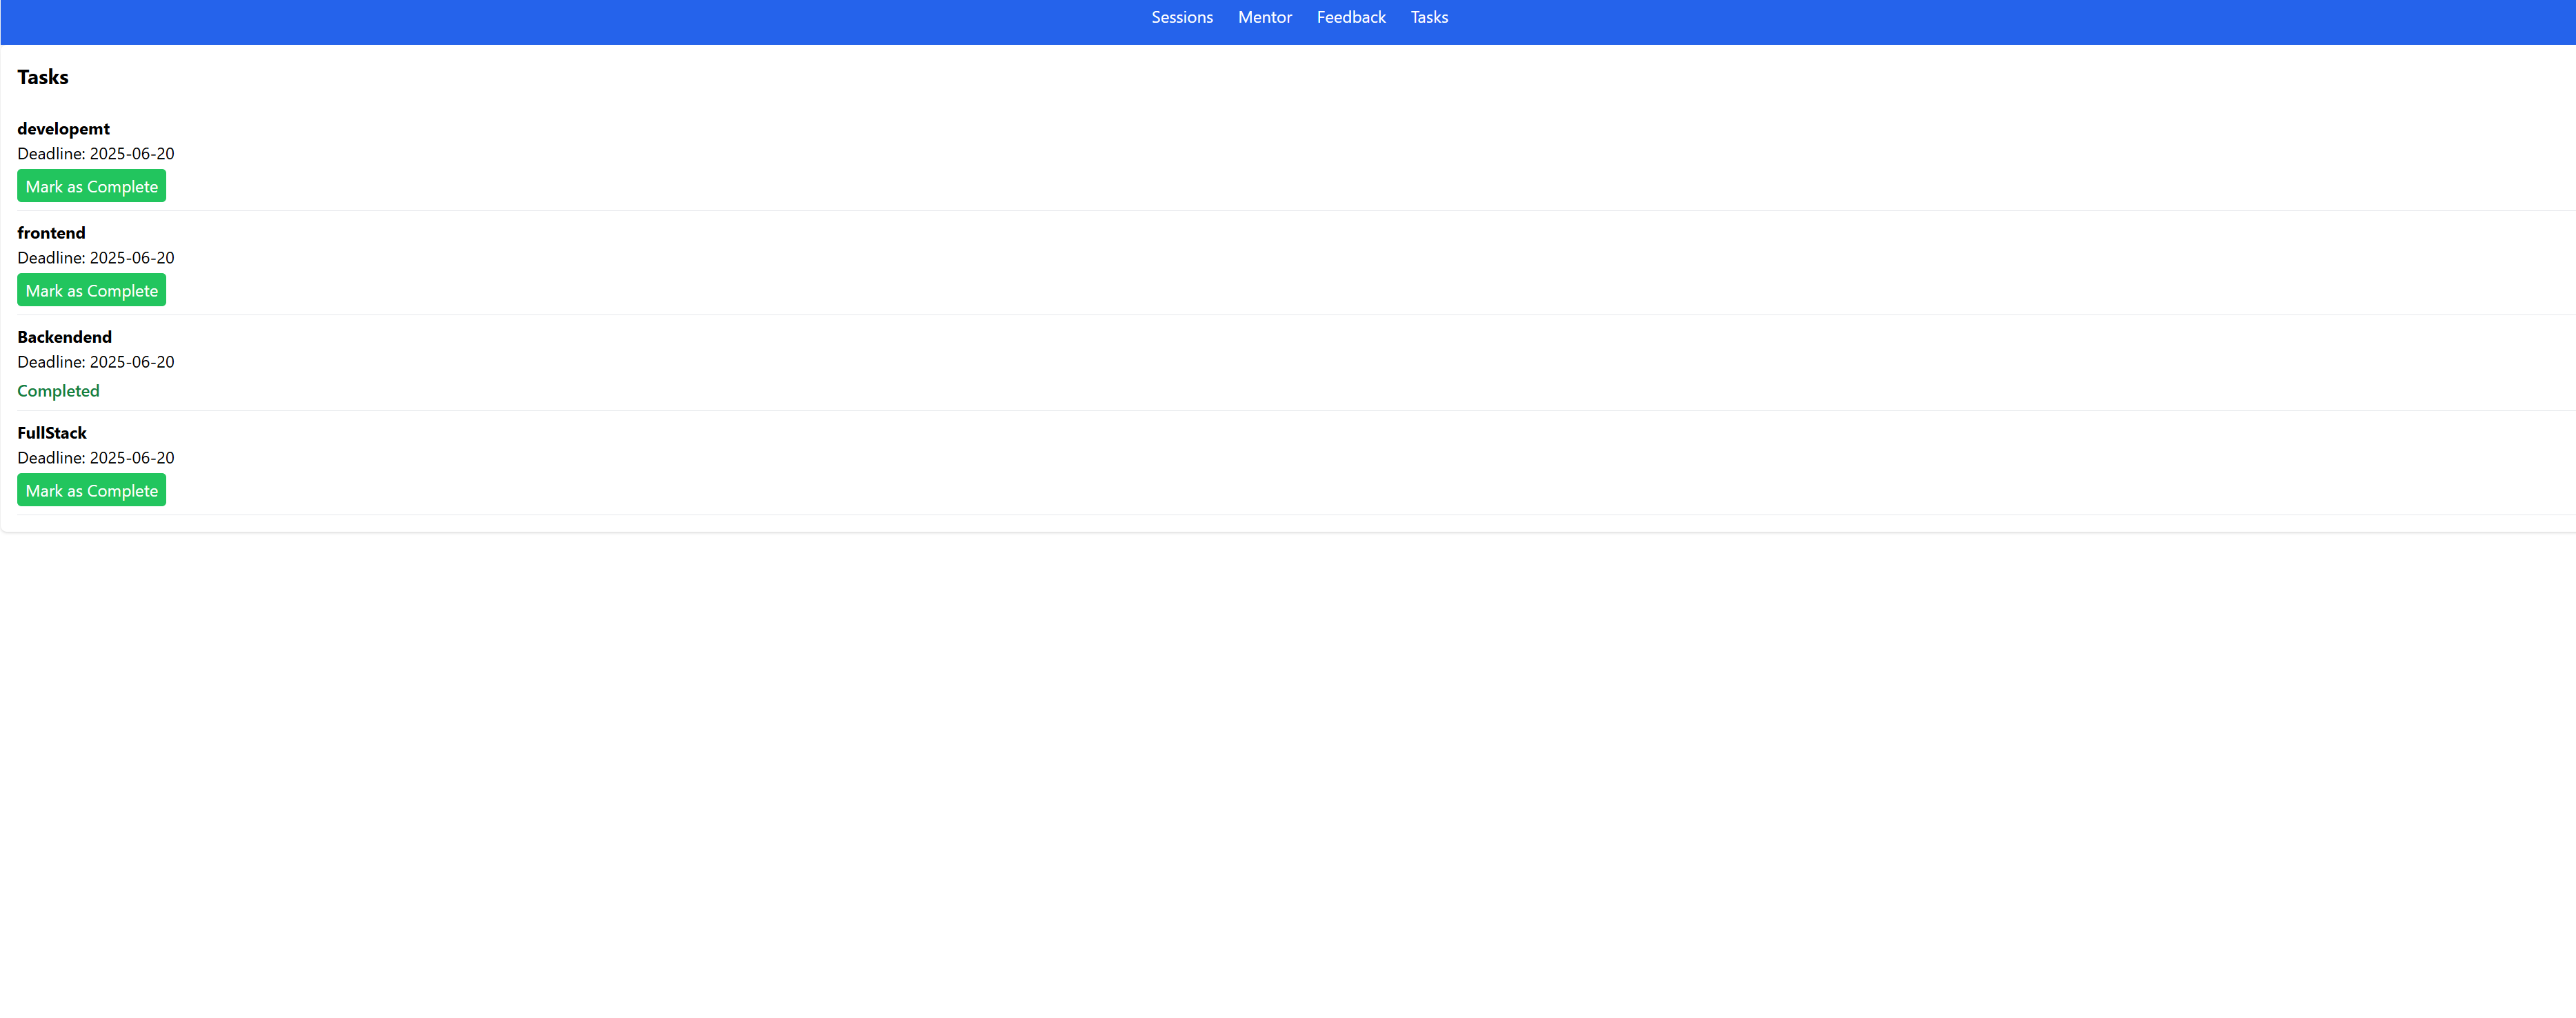 Sessions Mentor Feedback Tasks
Tasks
developemt
Deadline: 2025-06-20
Mark as Complete
frontend
Deadline: 2025-06-20
Mark as Complete
Backendend
Deadline: 2025-06-20
Completed
FullStack
Deadline: 2025-06-20
Mark as Complete